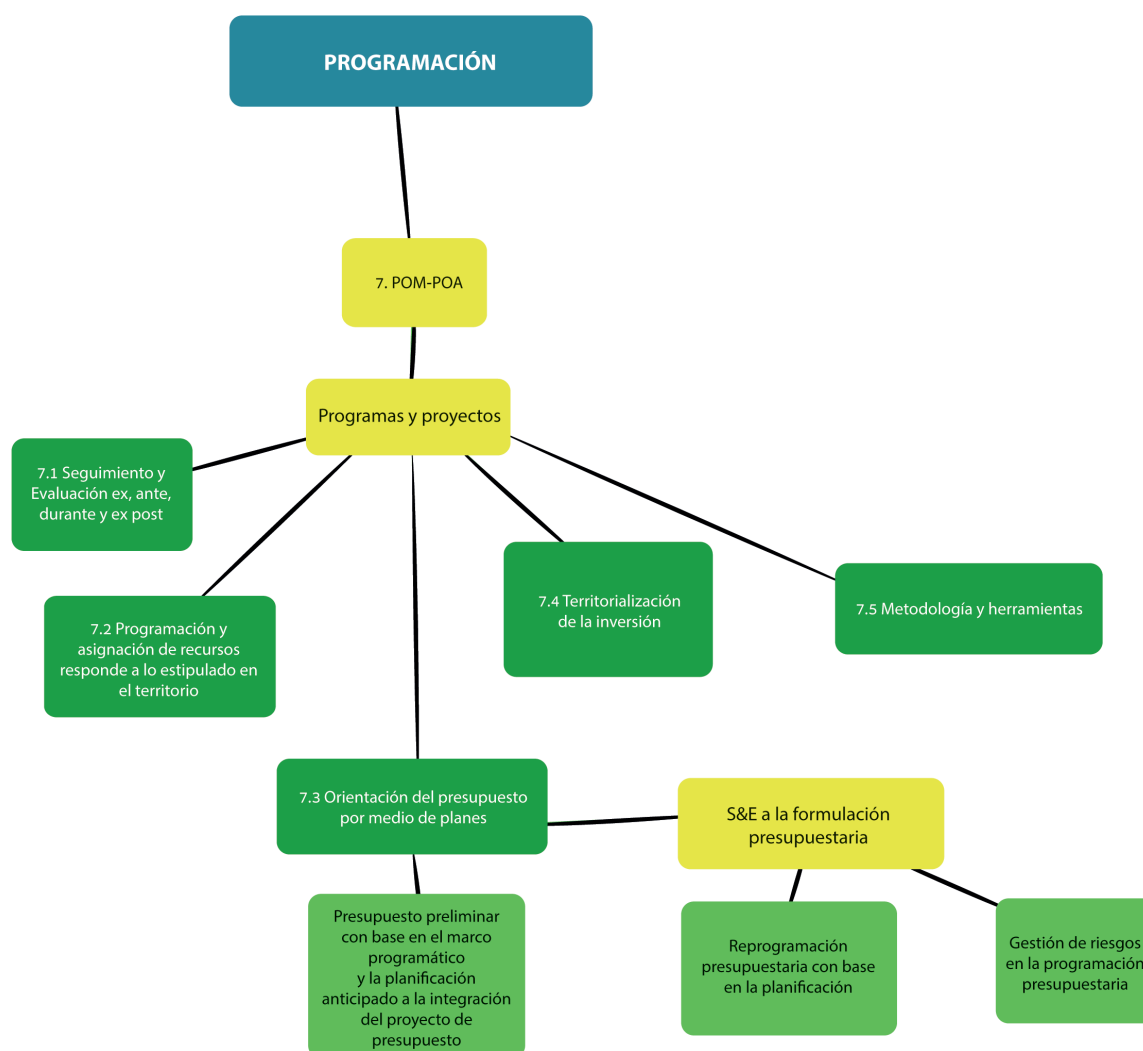 PROGRAMACIÓN
7. POM-POA
Programas y proyectos
7.1 Seguimiento y
Evaluación ex, ante,
durante y ex post
7.2 Programación y
asignación de recursos
responde a lo estipulado en
el territorio
7.4 Territorialización
de la inversión
7.5 Metodología y herramientas
7.3 Orientación del presupuesto
por medio de planes
S&E a la formulación
presupuestaria
Presupuesto preliminar
con base en el marco
programático
y la planificación
anticipado a la integración
del proyecto de
presupuesto
Reprogramación
presupuestaria con base
en la planificación
Gestión de riesgos
en la programación
presupuestaria